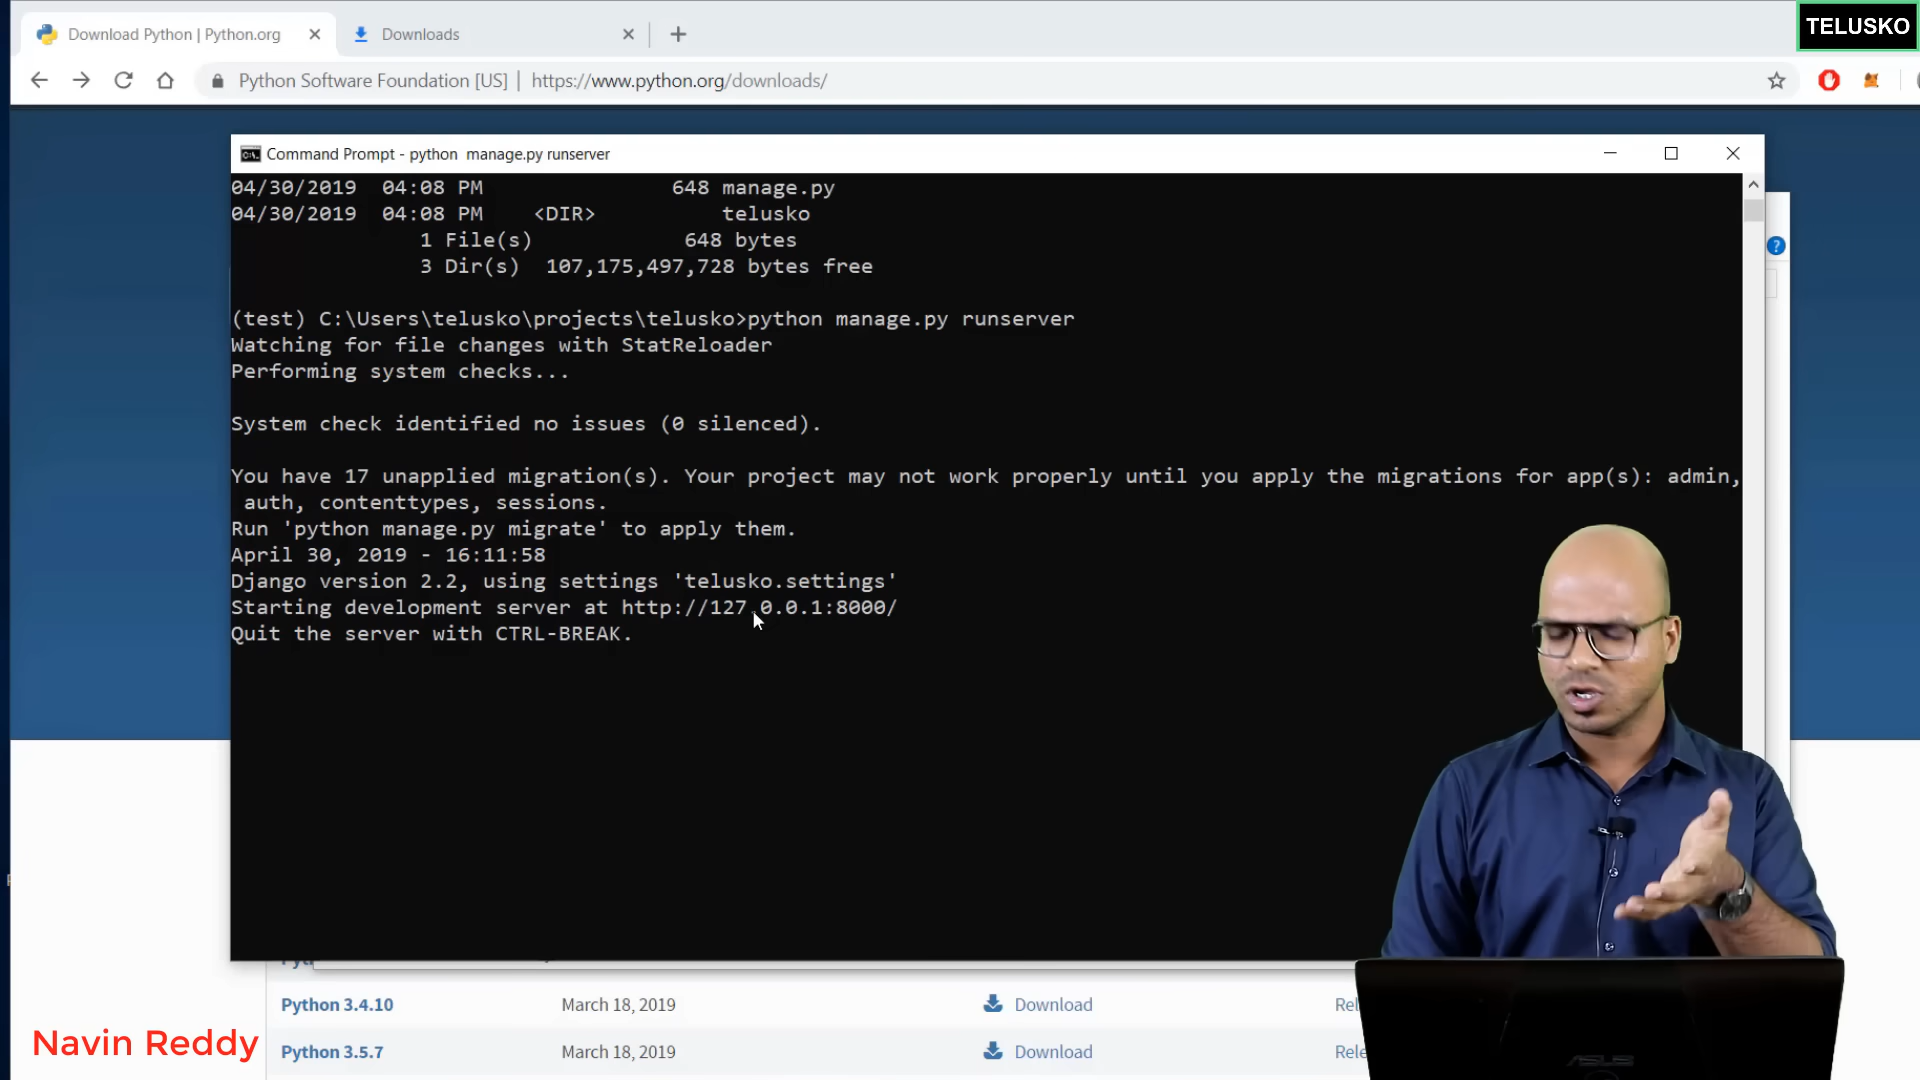 TELUSKO
Download Python | Python.org
Downloads
Python Software Foundation [US] | https://www.python.org/downloads/
Command Prompt - python  manage.py runserver
04/30/2019  04:08 PM               648 manage.py
04/30/2019  04:08 PM    <DIR>          telusko
1 File(s)            648 bytes
3 Dir(s)  107,175,497,728 bytes free
(test) C:\Users\telusko\projects\telusko>python manage.py runserver
Watching for file changes with StatReloader
Performing system checks...
System check identified no issues (0 silenced).
You have 17 unapplied migration(s). Your project may not work properly until you apply the migrations for app(s): admin,
auth, contenttypes, sessions.
Run 'python manage.py migrate' to apply them.
April 30, 2019 - 16:11:58
Django version 2.2, using settings 'telusko.settings'
Starting development server at http://127.0.0.1:8000/
Quit the server with CTRL-BREAK.
Python 3.4.10 March 18, 2019 Download Rel
Python 3.5.7 March 18, 2019 Download Rele
Navin Reddy
ASUS